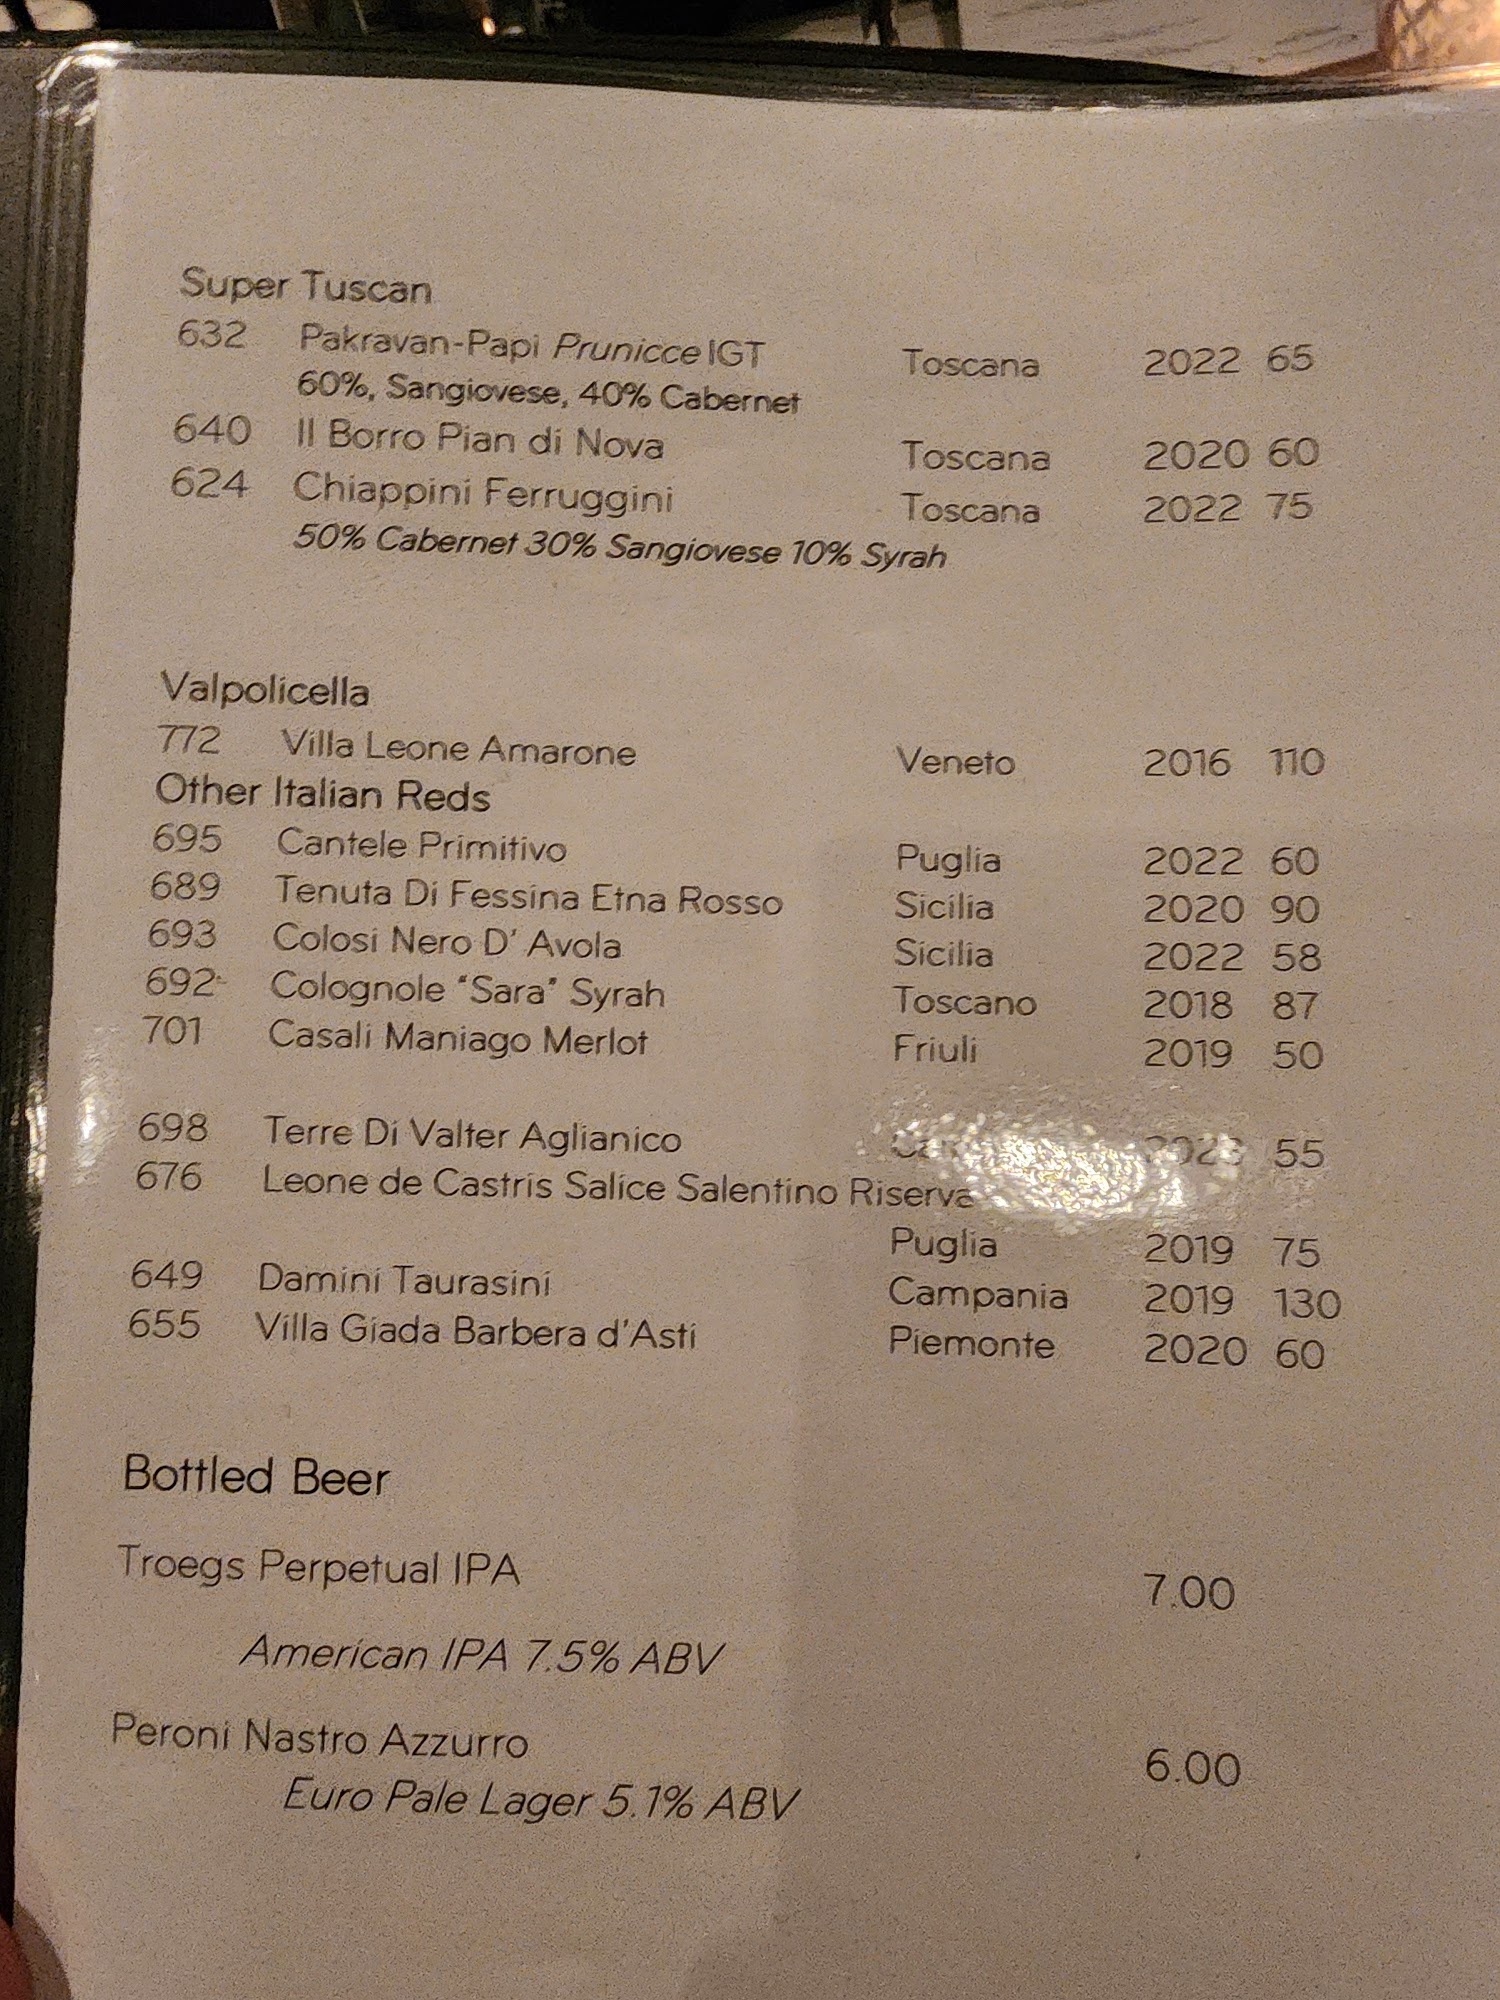 Super Tuscan
632 Pakravan-Papi Prunicce IGT Toscana 2022 65
60%, Sangiovese, 40% Cabernet
640 Il Borro Pian di Nova Toscana 2020 60
624 Chiappini Ferruggini Toscana 2022 75
50% Cabernet 30% Sangiovese 10% Syrah
Valpolicella
772 Villa Leone Amarone Veneto 2016 110
Other Italian Reds
695 Cantele Primitivo Puglia 2022 60
689 Tenuta Di Fessina Etna Rosso Sicilia 2020 90
693 Colosi Nero D' Avola Sicilia 2022 58
692 Colognole "Sara" Syrah Toscano 2018 87
701 Casali Maniago Merlot Friuli 2019 50
698 Terre Di Valter Aglianico 55
676 Leone de Castris Salice Salentino Riserva
Puglia 2019 75
649 Damini Taurasini Campania 2019 130
655 Villa Giada Barbera d'Asti Piemonte 2020 60
Bottled Beer
Troegs Perpetual IPA 7.00
American IPA 7.5% ABV
Peroni Nastro Azzurro 6.00
Euro Pale Lager 5.1% ABV